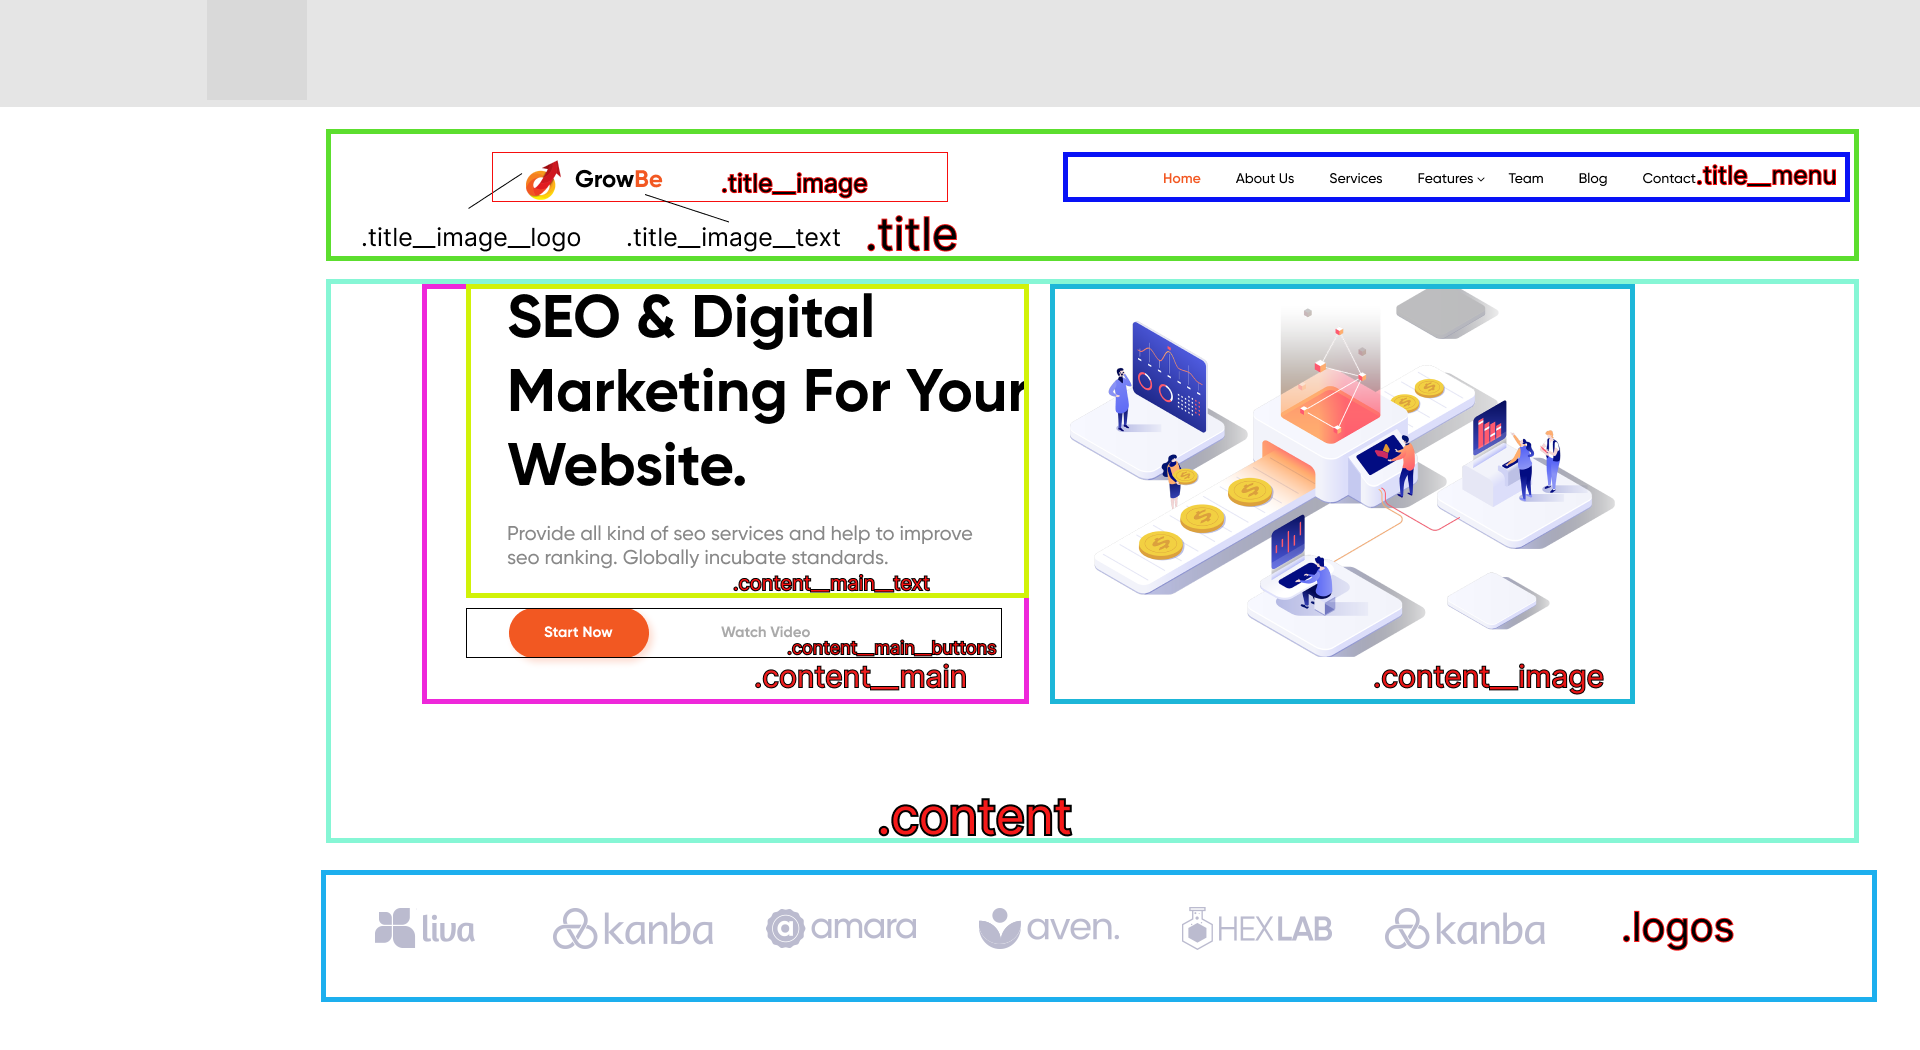 GrowBe
.title__image
Home About Us Services Features Team Blog Contact
.title__menu
.title__image__logo
.title__image__text
.title
SEO & Digital
Marketing For Your
Website.
Provide all kind of seo services and help to improve
seo ranking. Globally incubate standards.
.content__main_text
Start Now
Watch Video
.content__main__buttons
.content__main
.content__image
.content
liva
kanba
amara
aven.
HEXLAB
kanba
.logos